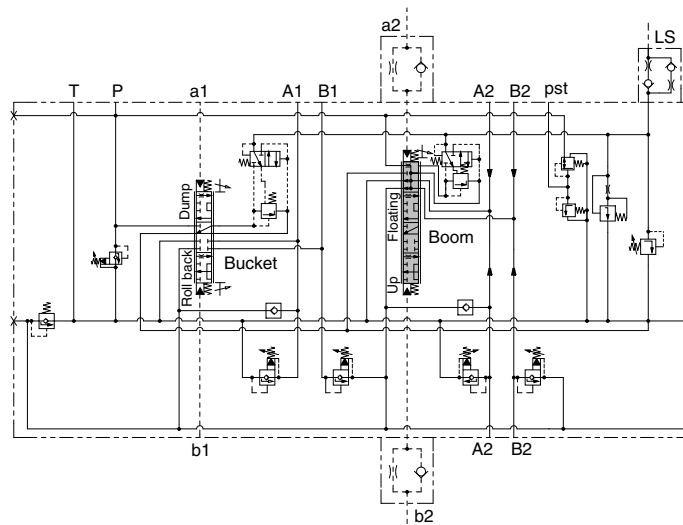 a2
LS
T P a1 A1 B1 A2 B2 pst
Dump
Roll back
Bucket
Floating
Up
Boom
b1 A2 B2
b2